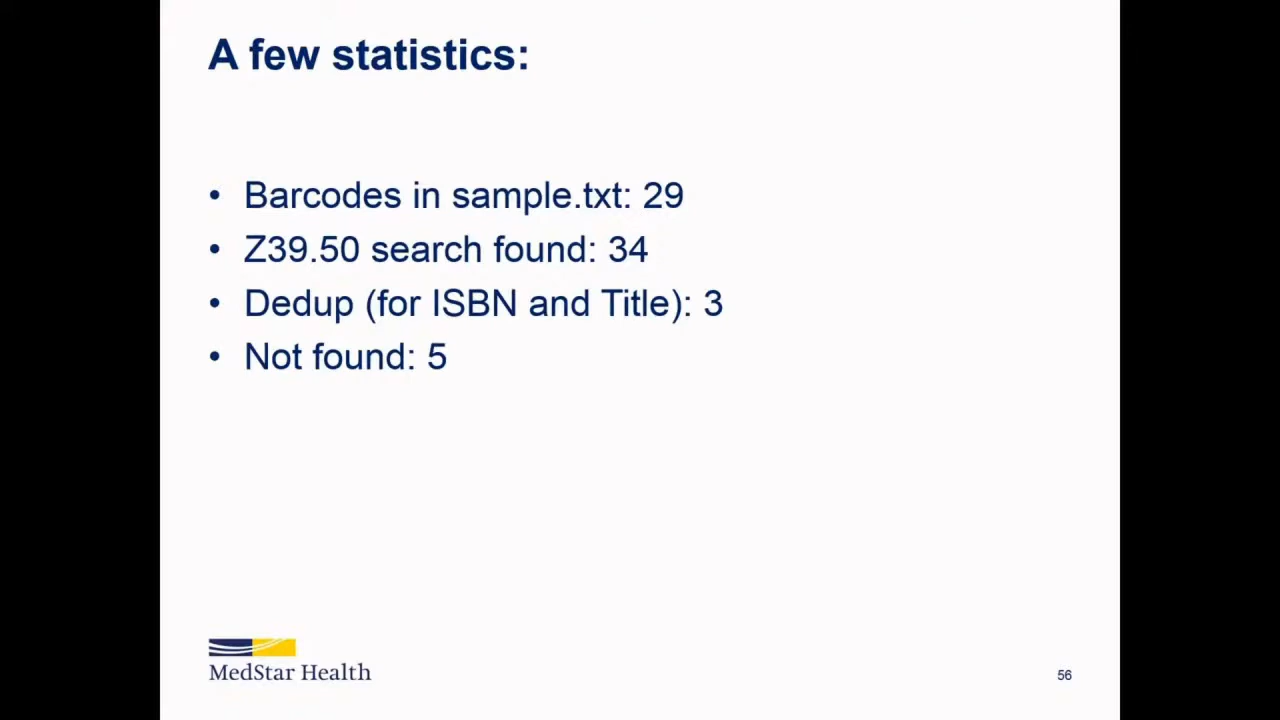 A few statistics:
• Barcodes in sample.txt: 29
• Z39.50 search found: 34
• Dedup (for ISBN and Title): 3
• Not found: 5
MedStar Health
56